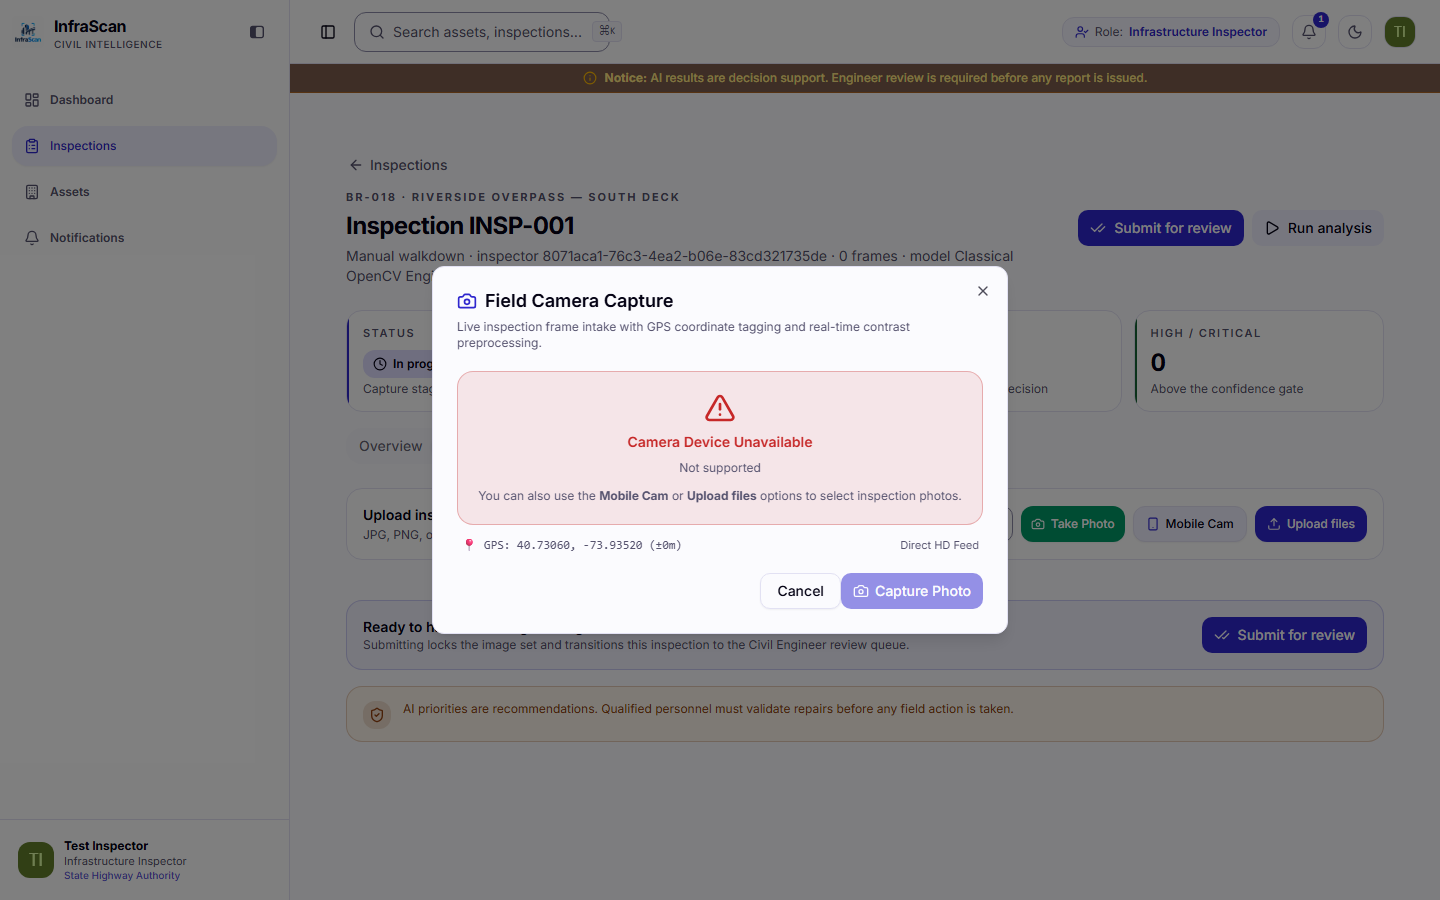 InfraScan
CIVIL INTELLIGENCE
Dashboard
Inspections
Assets
Notifications
Test Inspector
Infrastructure Inspector
State Highway Authority
TI
Search assets, inspections...
⌘K
Role: Infrastructure Inspector
1
TI
Notice: AI results are decision support. Engineer review is required before any report is issued.
Inspections
BR-018 · RIVERSIDE OVERPASS — SOUTH DECK
Inspection INSP-001
Manual walkdown · inspector 8071aca1-76c3-4ea2-b06e-83cd321735de · 0 frames · model Classical
OpenCV Eng
Submit for review
Run analysis
STATUS
In prog
Capture stag
ecision
HIGH / CRITICAL
0
Above the confidence gate
Overview
Upload ins
JPG, PNG, o
Take Photo
Mobile Cam
Upload files
Field Camera Capture
Live inspection frame intake with GPS coordinate tagging and real-time contrast
preprocessing.
Camera Device Unavailable
Not supported
You can also use the Mobile Cam or Upload files options to select inspection photos.
GPS: 40.73060, -73.93520 (±0m)
Direct HD Feed
Cancel
Capture Photo
Ready to h
Submitting locks the image set and transitions this inspection to the Civil Engineer review queue.
Submit for review
AI priorities are recommendations. Qualified personnel must validate repairs before any field action is taken.